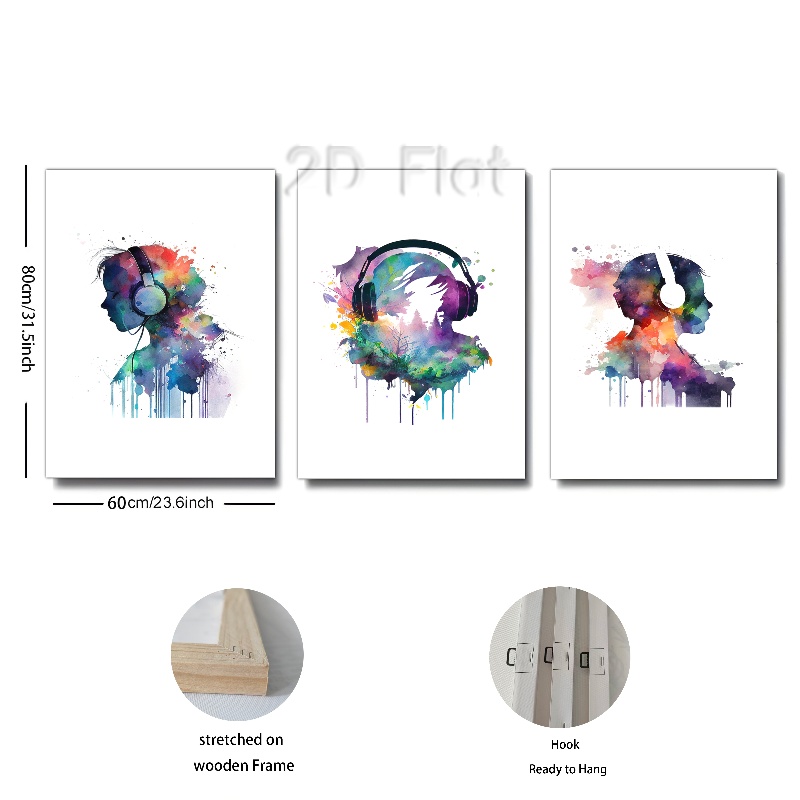 2D Flat
80cm/31.5inch
60cm/23.6inch
stretched on
wooden Frame
Hook
Ready to Hang